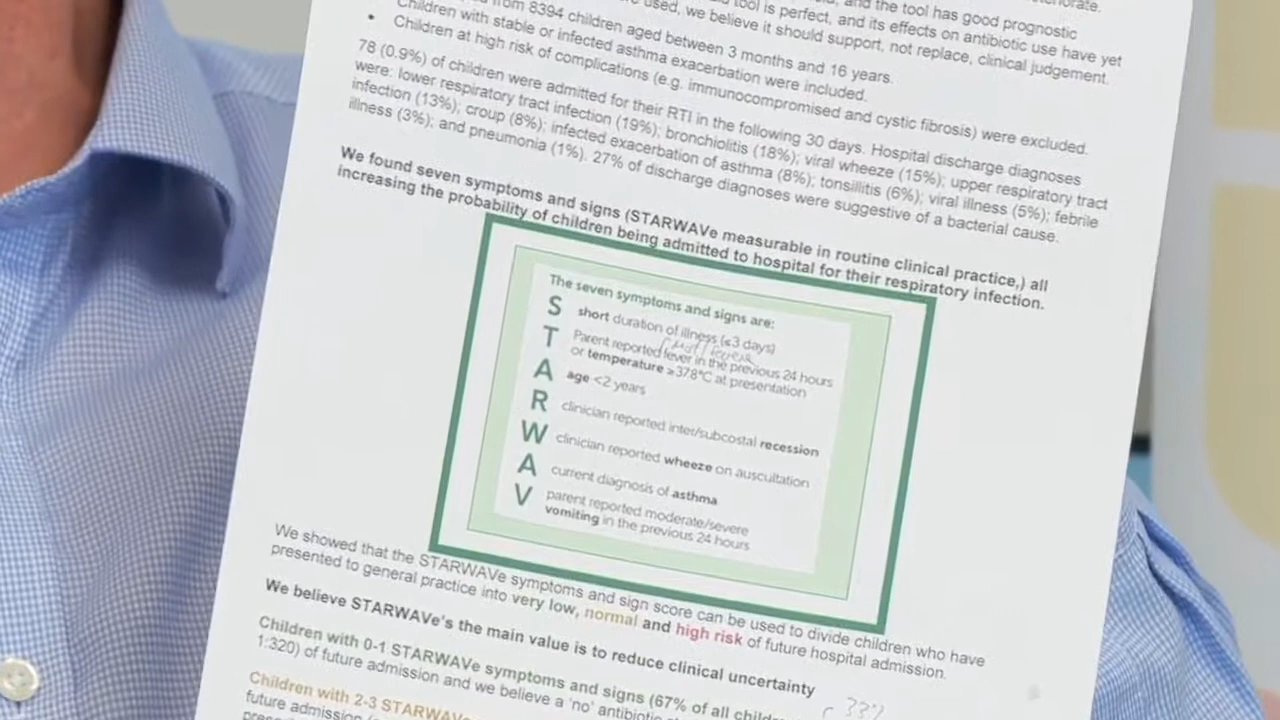 deteriorate.
and the tool has good prognostic
tool is perfect, and its effects on antibiotic use have yet
used, we believe it should support, not replace, clinical judgement.
from 8394 children aged between 3 months and 16 years.
Children with stable or infected asthma exacerbation were included.
• Children at high risk of complications (e.g. immunocompromised and cystic fibrosis) were excluded.
78 (0.9%) of children were admitted for their RTI in the following 30 days. Hospital discharge diagnoses
were: lower respiratory tract infection (19%); bronchiolitis (18%); viral wheeze (15%); upper respiratory tract
infection (13%); croup (8%); infected exacerbation of asthma (8%); tonsillitis (6%); viral illness (5%); febrile
illness (3%); and pneumonia (1%). 27% of discharge diagnoses were suggestive of a bacterial cause.
We found seven symptoms and signs (STARWAVe measurable in routine clinical practice,) all
increasing the probability of children being admitted to hospital for their respiratory infection.
The seven symptoms and signs are:
S short duration of illness (≤3 days)
T Parent reported fever in the previous 24 hours
or temperature ≥37.8°C at presentation
A age <2 years
R clinician reported inter/subcostal recession
W clinician reported wheeze on auscultation
A current diagnosis of asthma
V parent reported moderate/severe
vomiting in the previous 24 hours
We showed that the STARWAVe symptoms and sign score can be used to divide children who have
presented to general practice into very low, normal and high risk of future hospital admission.
We believe STARWAVe's the main value is to reduce clinical uncertainty
Children with 0-1 STARWAVe symptoms and signs (67% of all
1:320) of future admission and we believe a 'no' antibiotic
Children with 2-3 STARWAVe
future admission